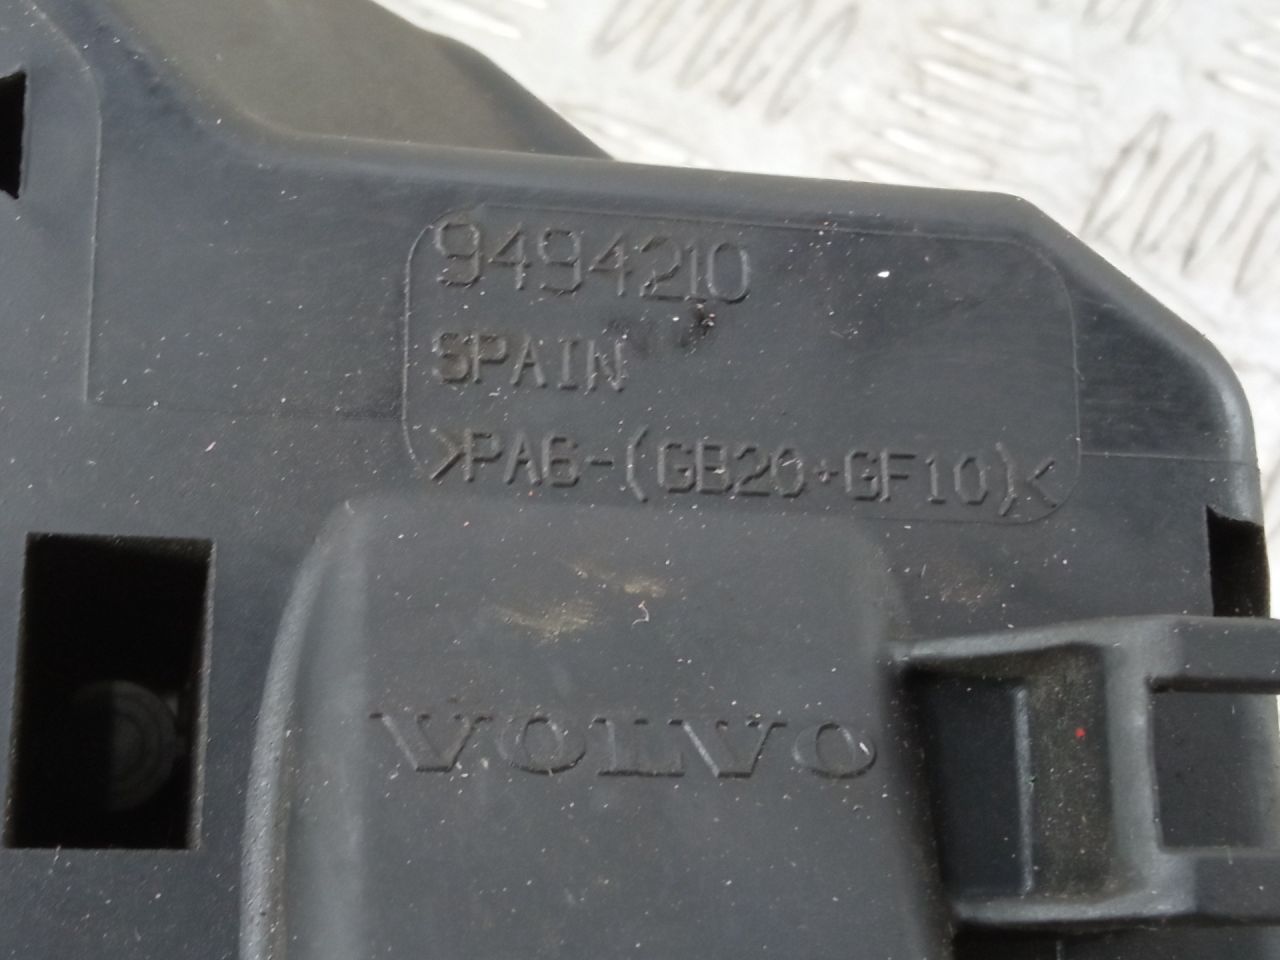 9494210
SPAIN
>PA6-(GB20+GF10)<
VOLVO